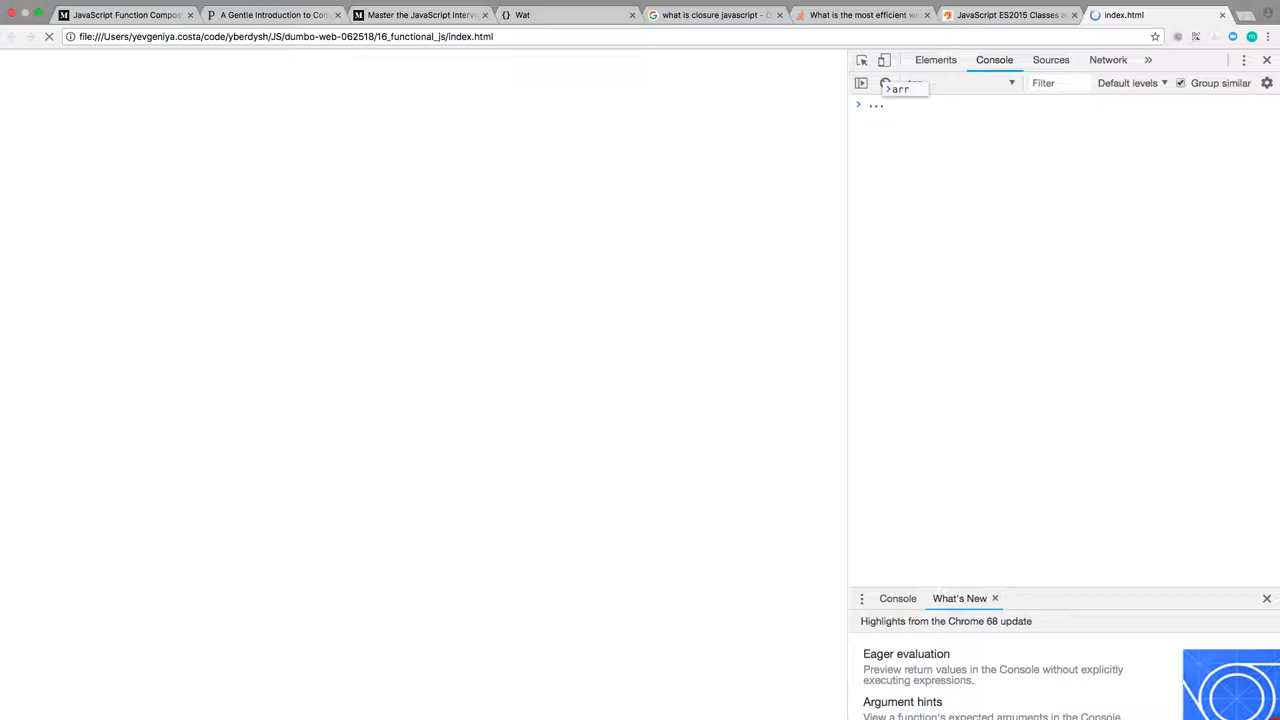 JavaScript Function Compos
A Gentle Introduction to Com
Master the JavaScript Intervi
{} Wat
what is closure javascript - G
What is the most efficient wa
JavaScript ES2015 Classes a
index.html
file:///Users/yevgeniya.costa/code/yberdysh/JS/dumbo-web-062518/16_functional_js/index.html
Elements
Console
Sources
Network
»
Filter
Default levels
Group similar
>arr
> ...
Console
What's New
Highlights from the Chrome 68 update
Eager evaluation
Preview return values in the Console without explicitly
executing expressions.
Argument hints
View a function's expected arguments in the Console.